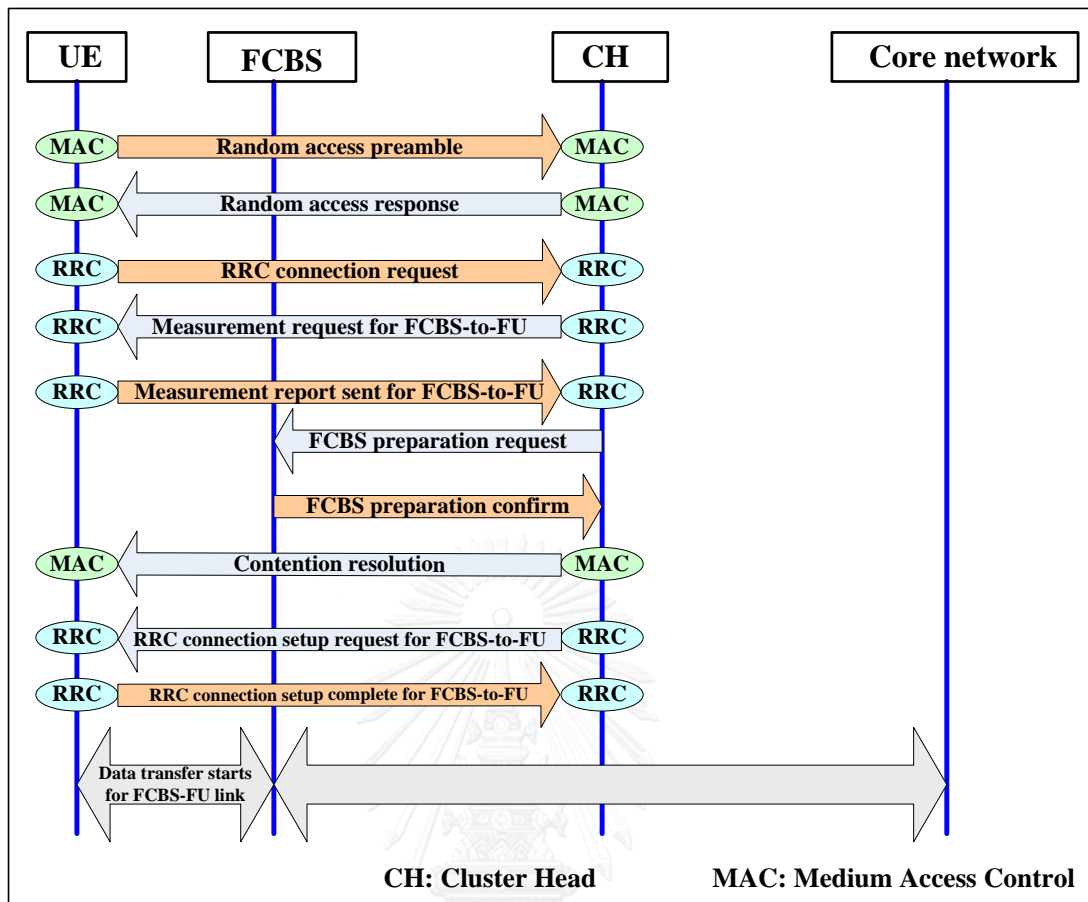 UE FCBS CH Core network
MAC Random access preamble MAC
MAC Random access response MAC
RRC RRC connection request RRC
RRC Measurement request for FCBS-to-FU RRC
RRC Measurement report sent for FCBS-to-FU RRC
FCBS preparation request
FCBS preparation confirm
MAC Contention resolution MAC
RRC RRC connection setup request for FCBS-to-FU RRC
RRC RRC connection setup complete for FCBS-to-FU RRC
Data transfer starts
for FCBS-FU link
CH: Cluster Head MAC: Medium Access Control